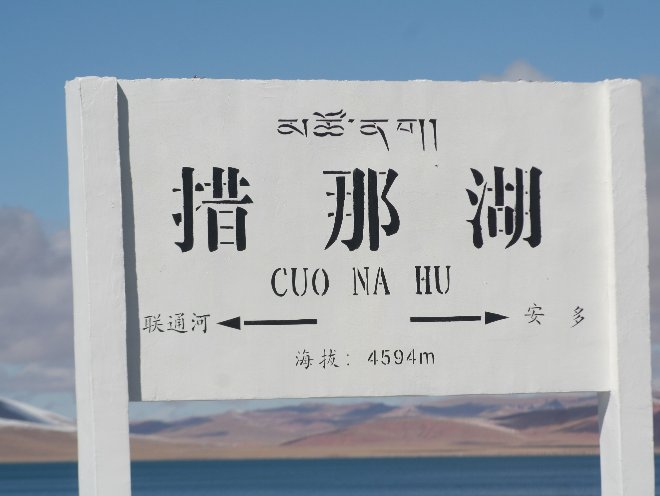 མཚོ་ནག།
措那湖
CUO NA HU
联通河 安多
海拔：4594m